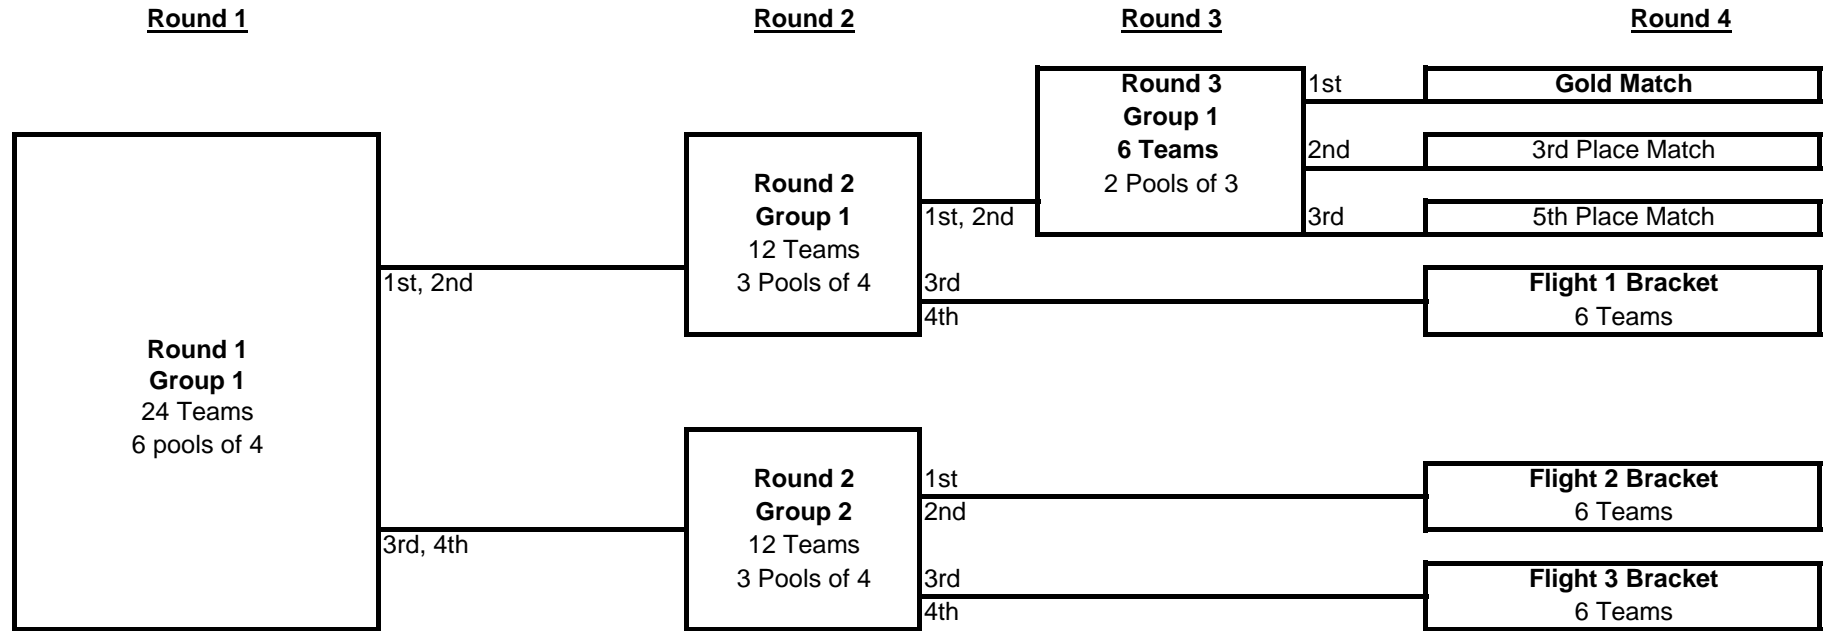 Round 1
Round 2
Round 3
Round 4
Round 1
Group 1
24 Teams
6 pools of 4
1st, 2nd
3rd, 4th
Round 2
Group 1
12 Teams
3 Pools of 4
1st, 2nd
3rd
4th
Round 2
Group 2
12 Teams
3 Pools of 4
1st
2nd
3rd
4th
Round 3
Group 1
6 Teams
2 Pools of 3
1st
2nd
3rd
Gold Match
3rd Place Match
5th Place Match
Flight 1 Bracket
6 Teams
Flight 2 Bracket
6 Teams
Flight 3 Bracket
6 Teams